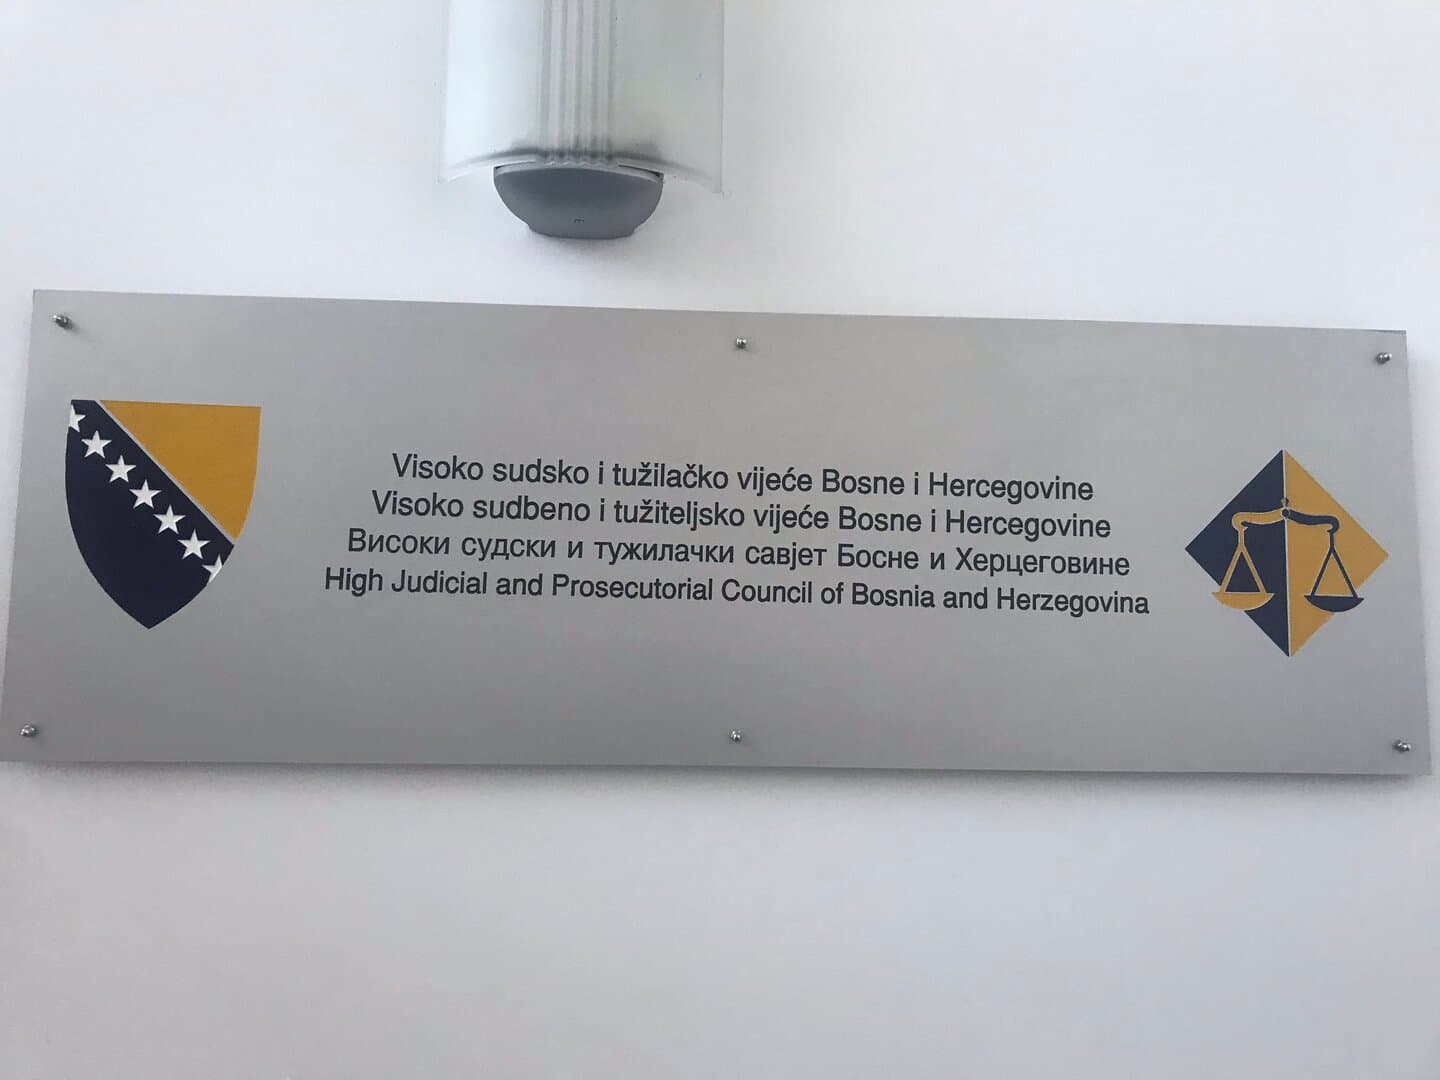 Visoko sudsko i tužilačko vijeće Bosne i Hercegovine
Visoko sudbeno i tužiteljsko vijeće Bosne i Hercegovine
Високи судски и тужилачки савјет Босне и Херцеговине
High Judicial and Prosecutorial Council of Bosnia and Herzegovina